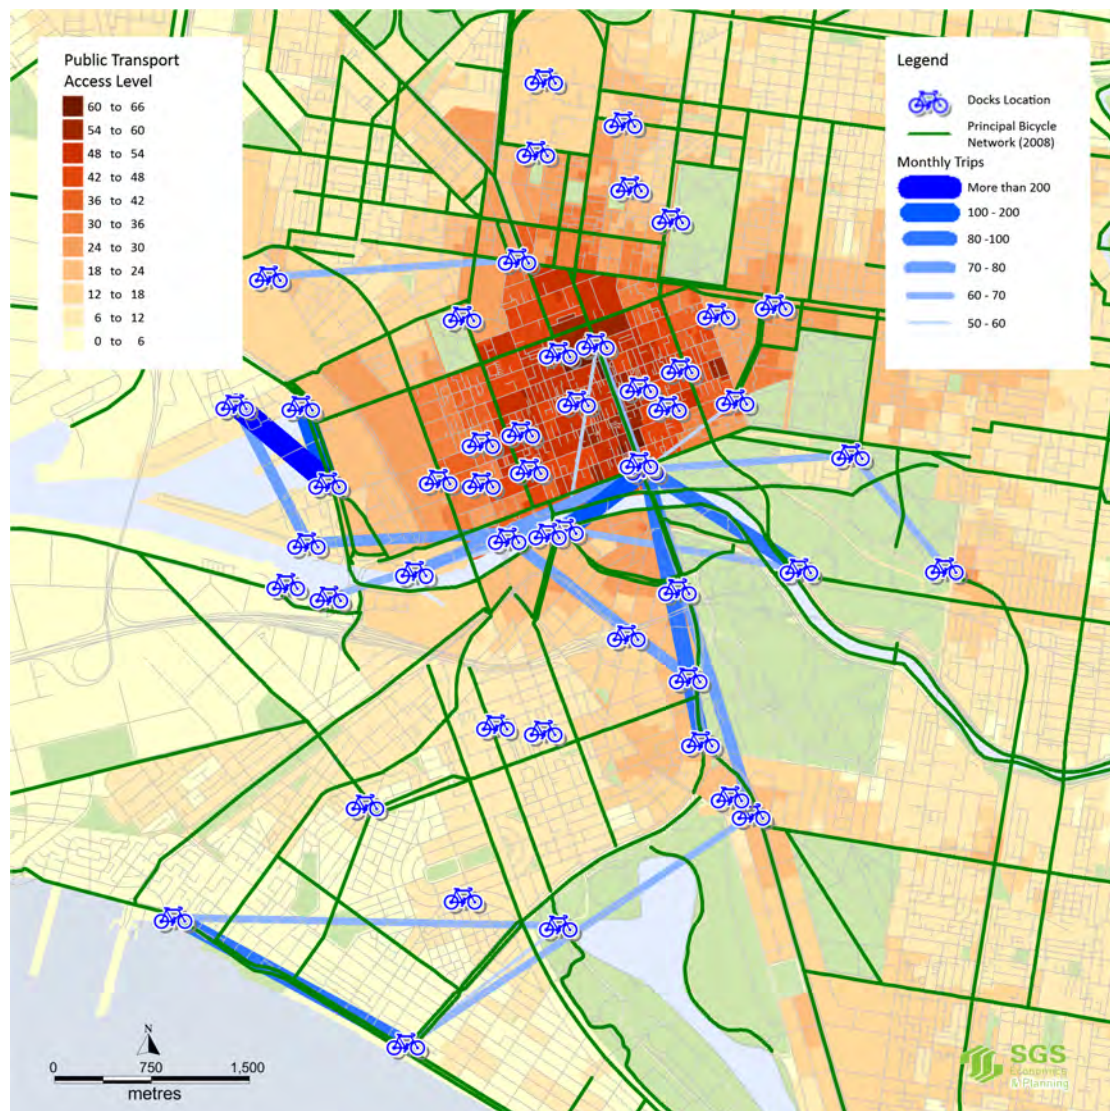 Public Transport
Access Level
60 to 66
54 to 60
48 to 54
42 to 48
36 to 42
30 to 36
24 to 30
18 to 24
12 to 18
6 to 12
0 to 6
Legend
Docks Location
Principal Bicycle
Network (2008)
Monthly Trips
More than 200
100 - 200
80 -100
70 - 80
60 - 70
50 - 60
N
0 750 1,500
metres
SGS
Economics
& Planning